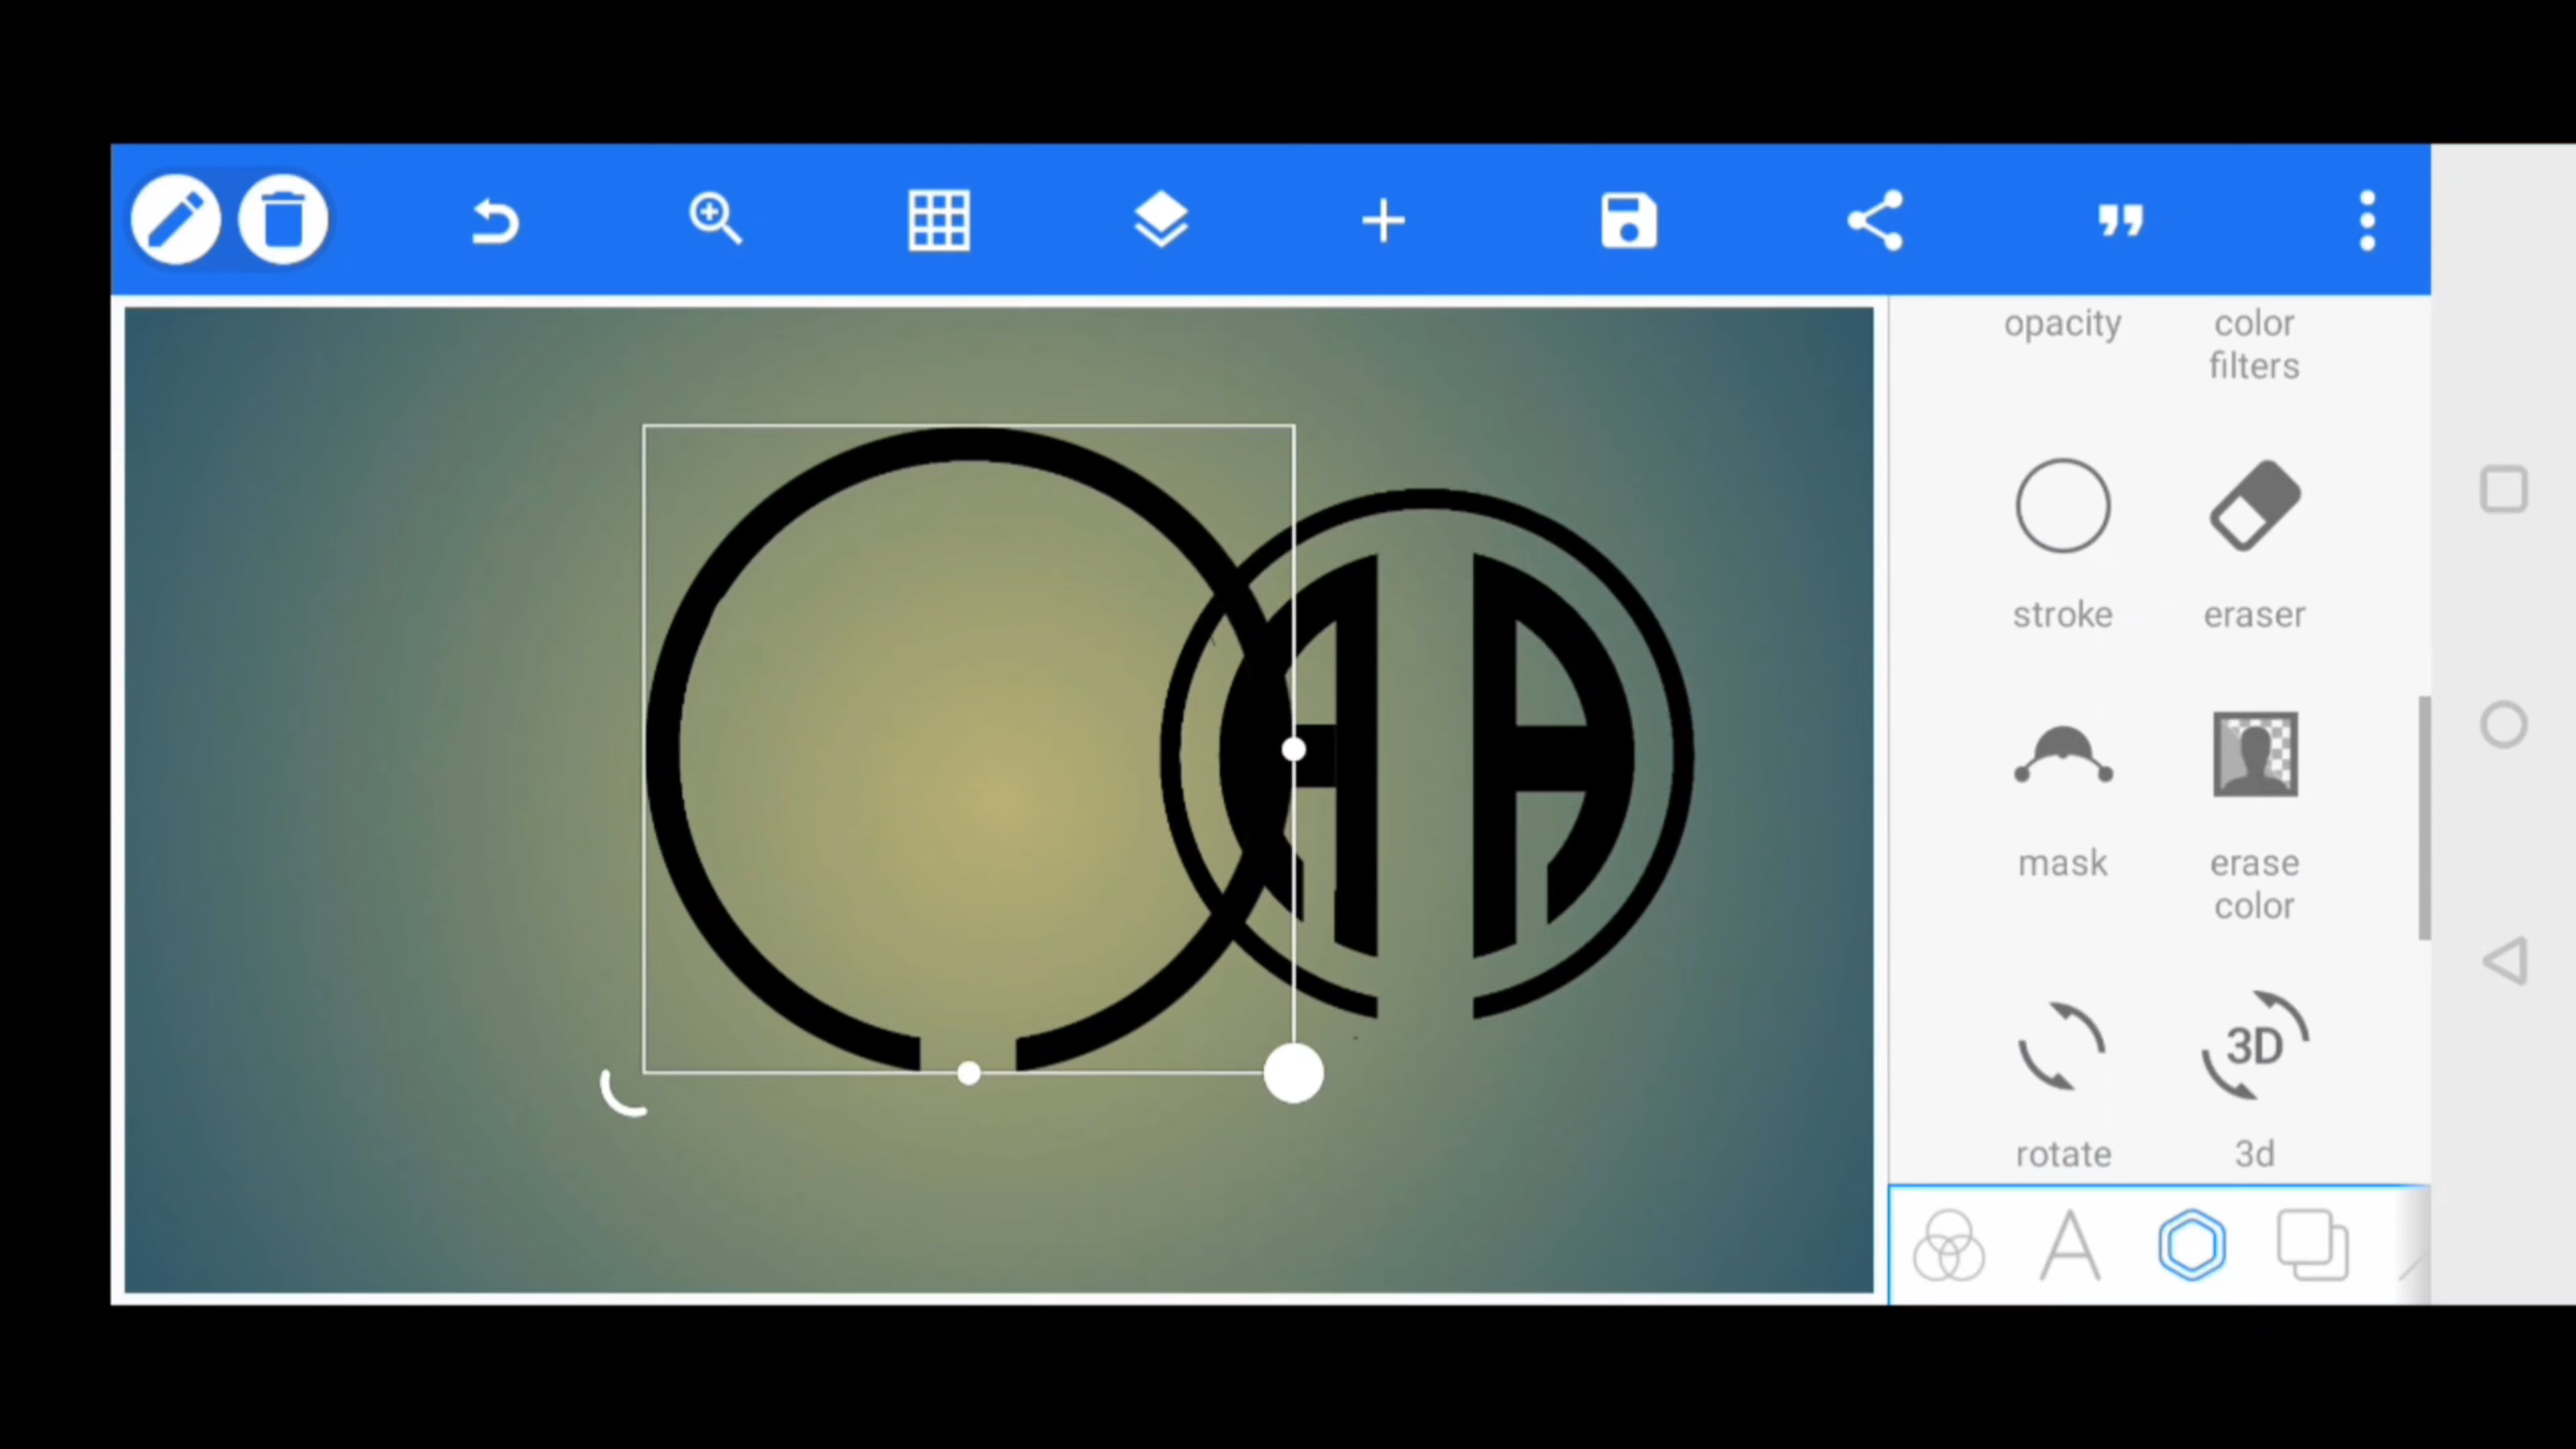 opacity
color
filters
stroke
eraser
mask
erase
color
rotate
3D
3d
A
A A